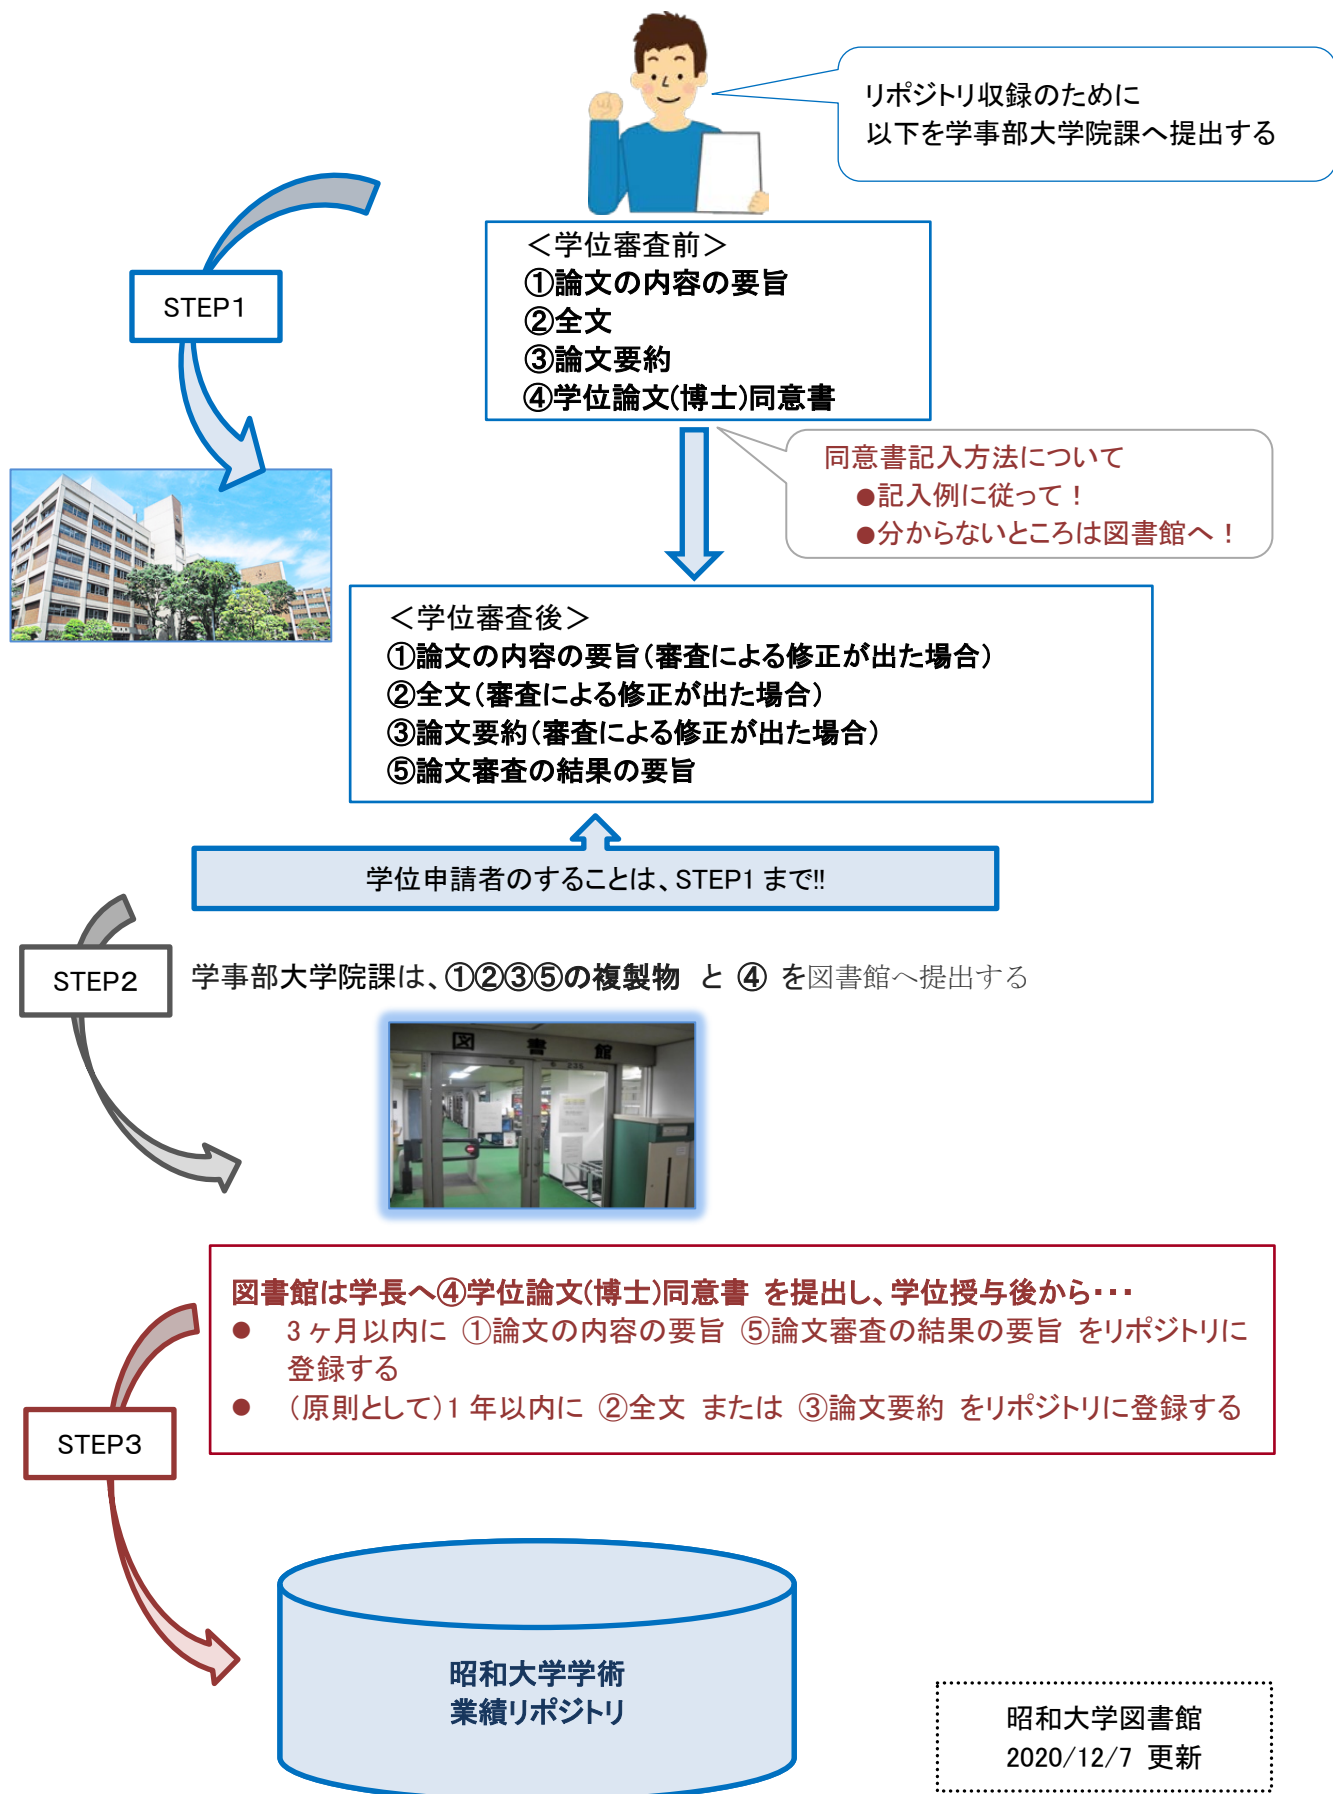 リポジトリ収録のために
以下を学事部大学院課へ提出する
<学位審査前>
①論文の内容の要旨
②全文
③論文要約
④学位論文(博士)同意書
STEP1
同意書記入方法について
●記入例に従って！
●分からないところは図書館へ！
<学位審査後>
①論文の内容の要旨(審査による修正が出た場合)
②全文(審査による修正が出た場合)
③論文要約(審査による修正が出た場合)
⑤論文審査の結果の要旨
学位申請者のすることは、STEP1 まで!!
STEP2
学事部大学院課は、①②③⑤の複製物 と ④ を図書館へ提出する
図 書 館
図書館は学長へ④学位論文(博士)同意書 を提出し、学位授与後から・・・
● 3 ヶ月以内に ①論文の内容の要旨 ⑤論文審査の結果の要旨 をリポジトリに
登録する
● (原則として)1 年以内に ②全文 または ③論文要約 をリポジトリに登録する
STEP3
昭和大学学術
業績リポジトリ
昭和大学図書館
2020/12/7 更新